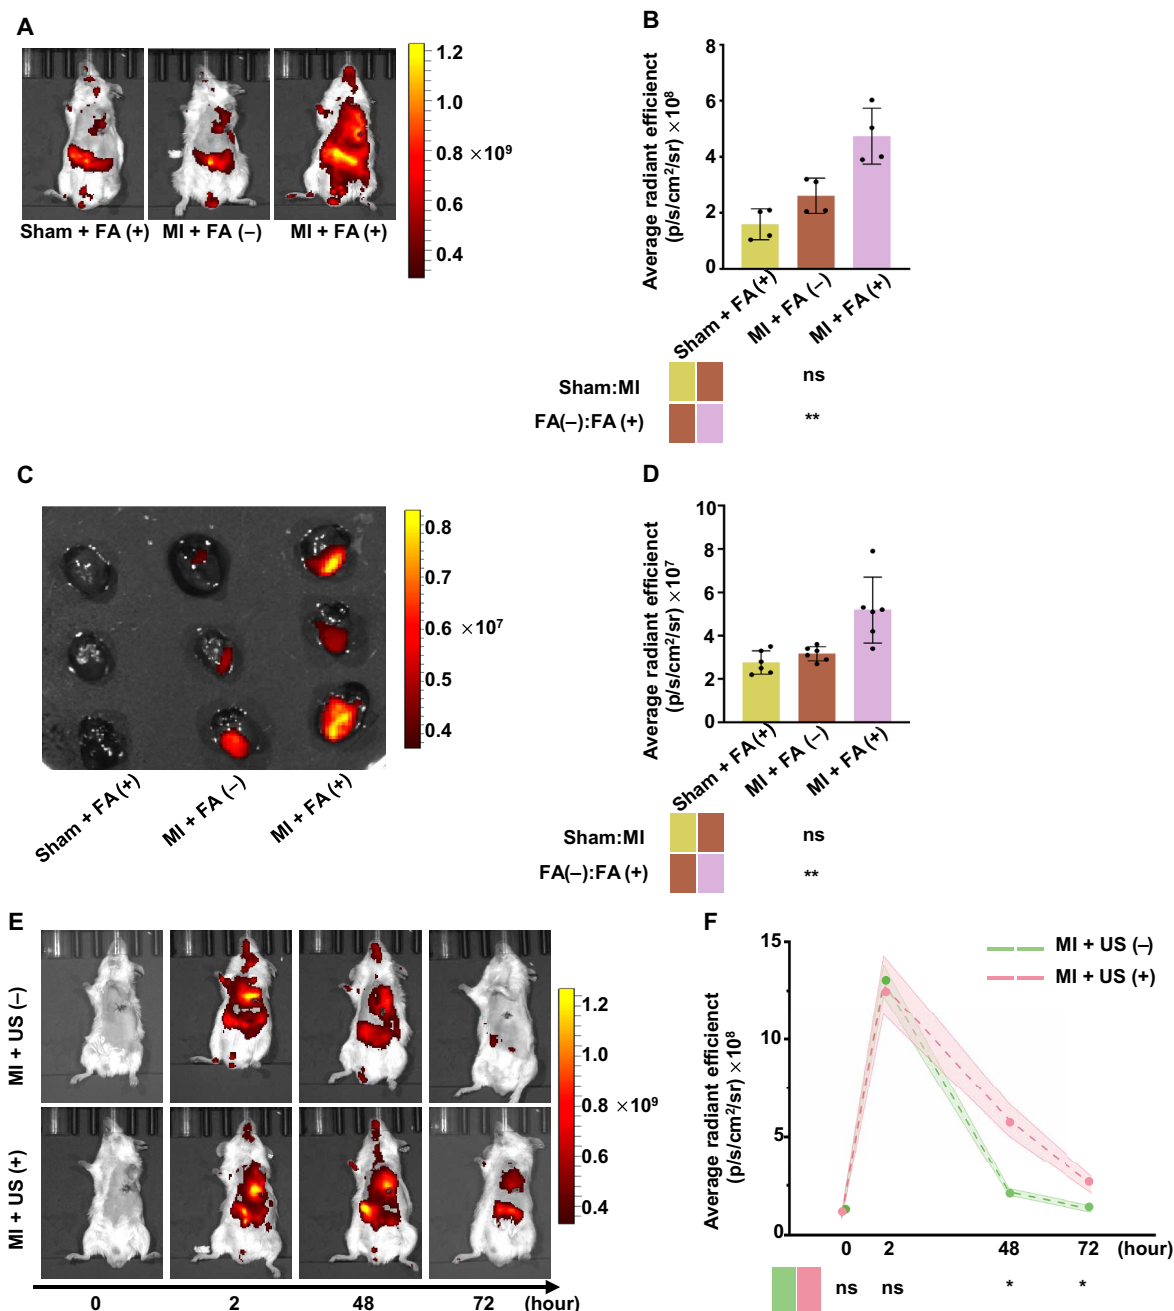 A
1.2
1.0
0.8 ×10⁹
0.6
0.4
Sham + FA (+) MI + FA (–) MI + FA (+)
B
Average radiant efficienct
(p/s/cm²/sr) ×10⁸
8
6
4
2
0
Sham + FA (+)
MI + FA (–)
MI + FA (+)
Sham:MI ns
FA(–):FA (+) **
C
0.8
0.7
0.6 ×10⁷
0.5
0.4
Sham + FA (+)
MI + FA (–)
MI + FA (+)
D
Average radiant efficienct
(p/s/cm²/sr) ×10⁷
10
8
6
4
2
0
Sham + FA (+)
MI + FA (–)
MI + FA (+)
Sham:MI ns
FA(–):FA (+) **
E
MI + US (–)
MI + US (+)
1.2
1.0
0.8 ×10⁹
0.6
0.4
0 2 48 72 (hour)
F
MI + US (–)
MI + US (+)
Average radiant efficienct
(p/s/cm²/sr) ×10⁸
15
10
5
0
0 2 48 72 (hour)
ns ns * *